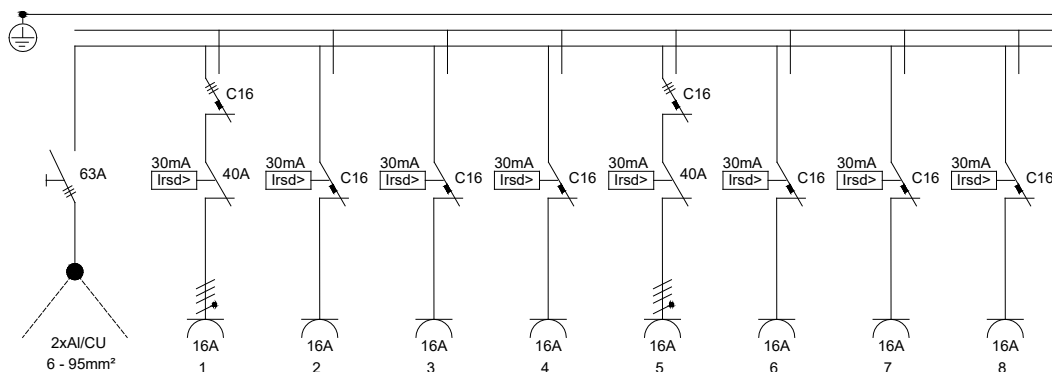 C16 C16
63A 30mA Irsd> 40A 30mA Irsd> C16 30mA Irsd> C16 30mA Irsd> C16 30mA Irsd> 40A 30mA Irsd> C16 30mA Irsd> C16 30mA Irsd> C16
2xAl/CU 16A 16A 16A 16A 16A 16A 16A 16A
6 - 95mm² 1 2 3 4 5 6 7 8